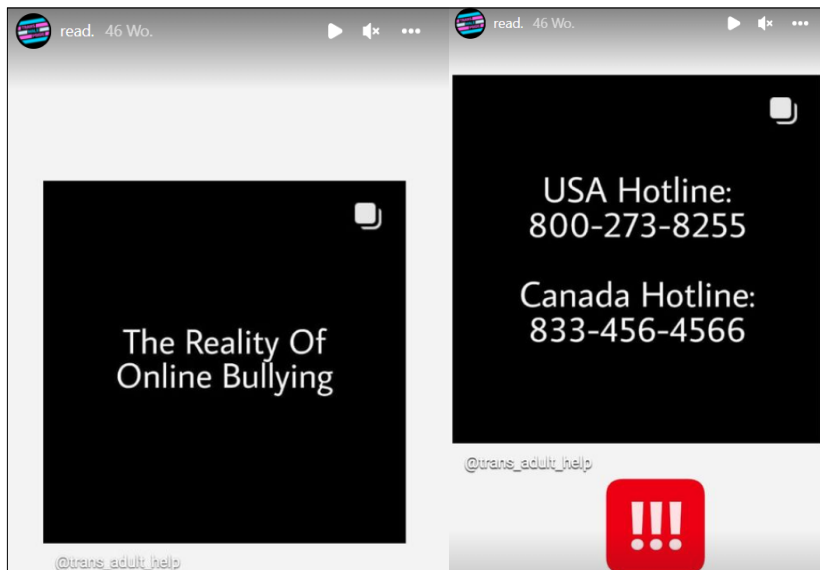 read. 46 Wo.
The Reality Of
Online Bullying
@trans_adult_help
read. 46 Wo.
USA Hotline:
800-273-8255
Canada Hotline:
833-456-4566
@trans_adult_help
!!!